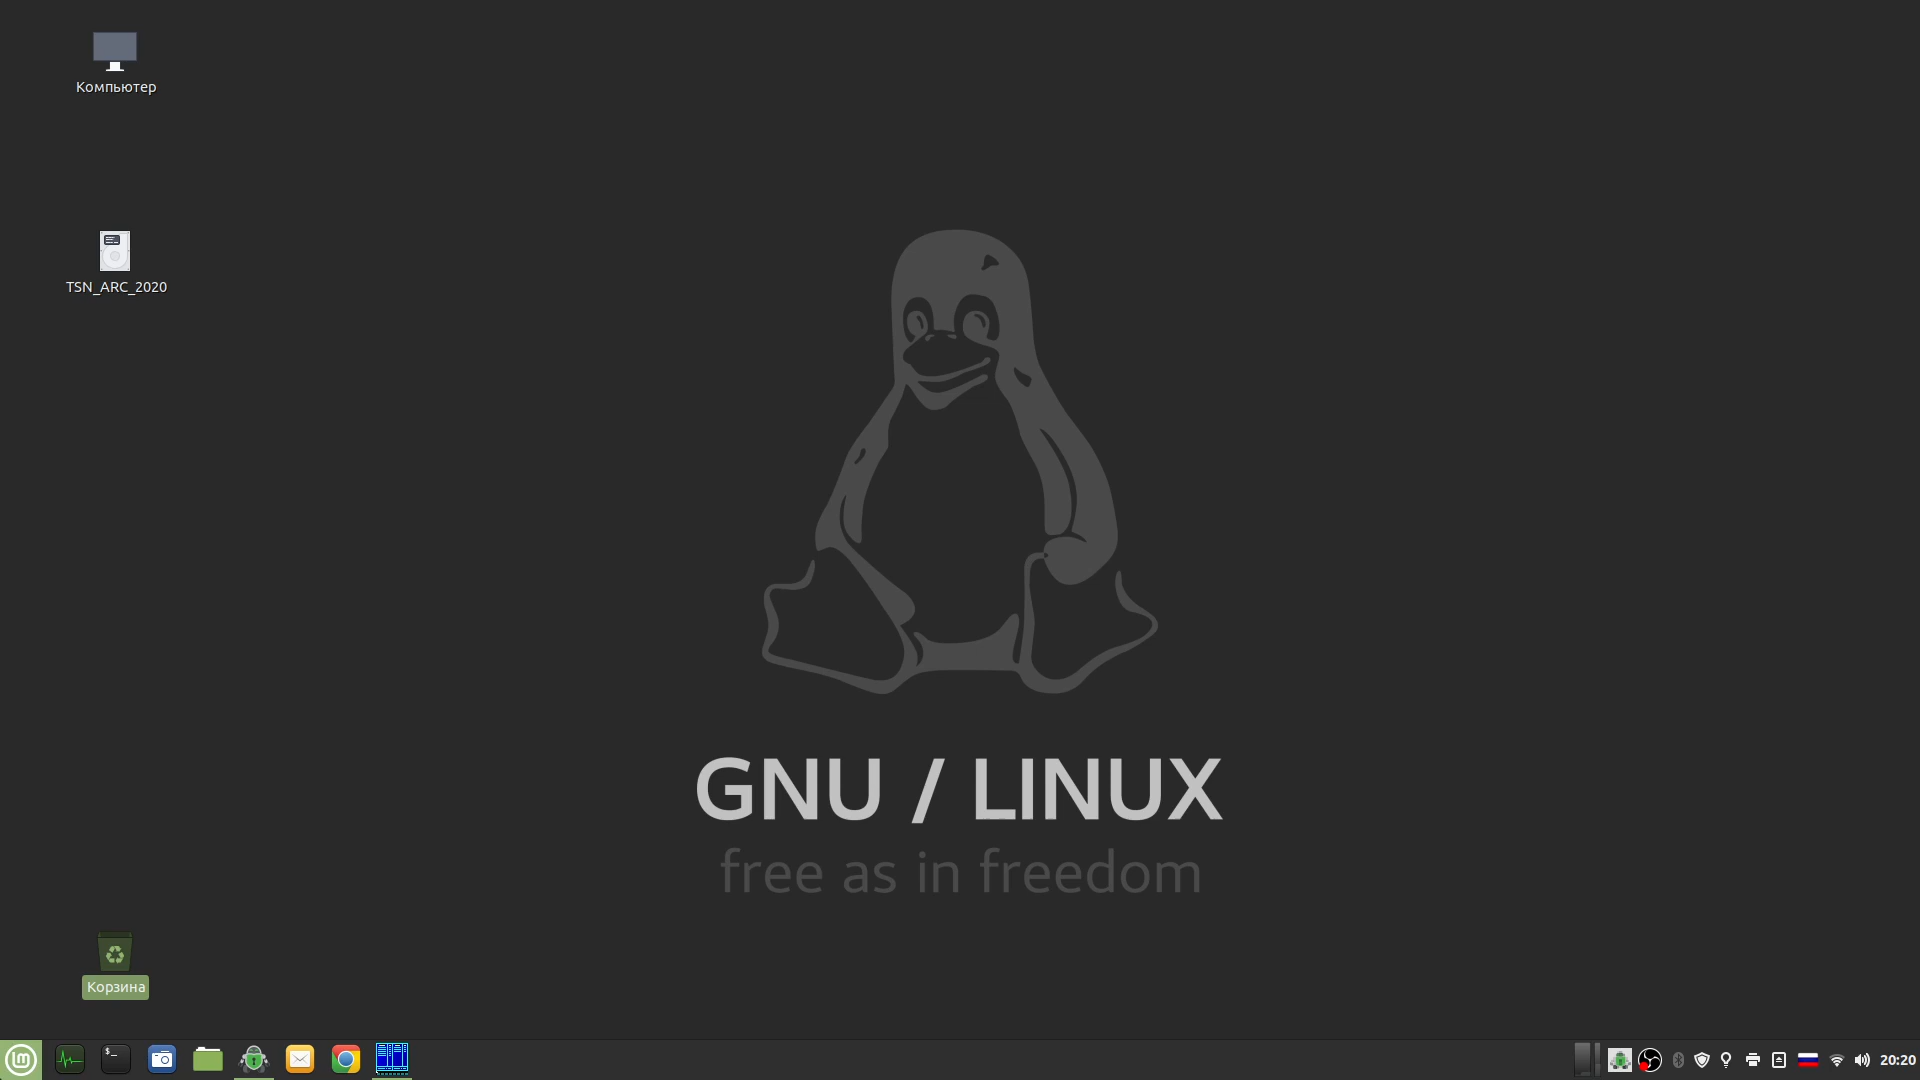 Компьютер
TSN_ARC_2020
GNU / LINUX
free as in freedom
Корзина
$_
20:20